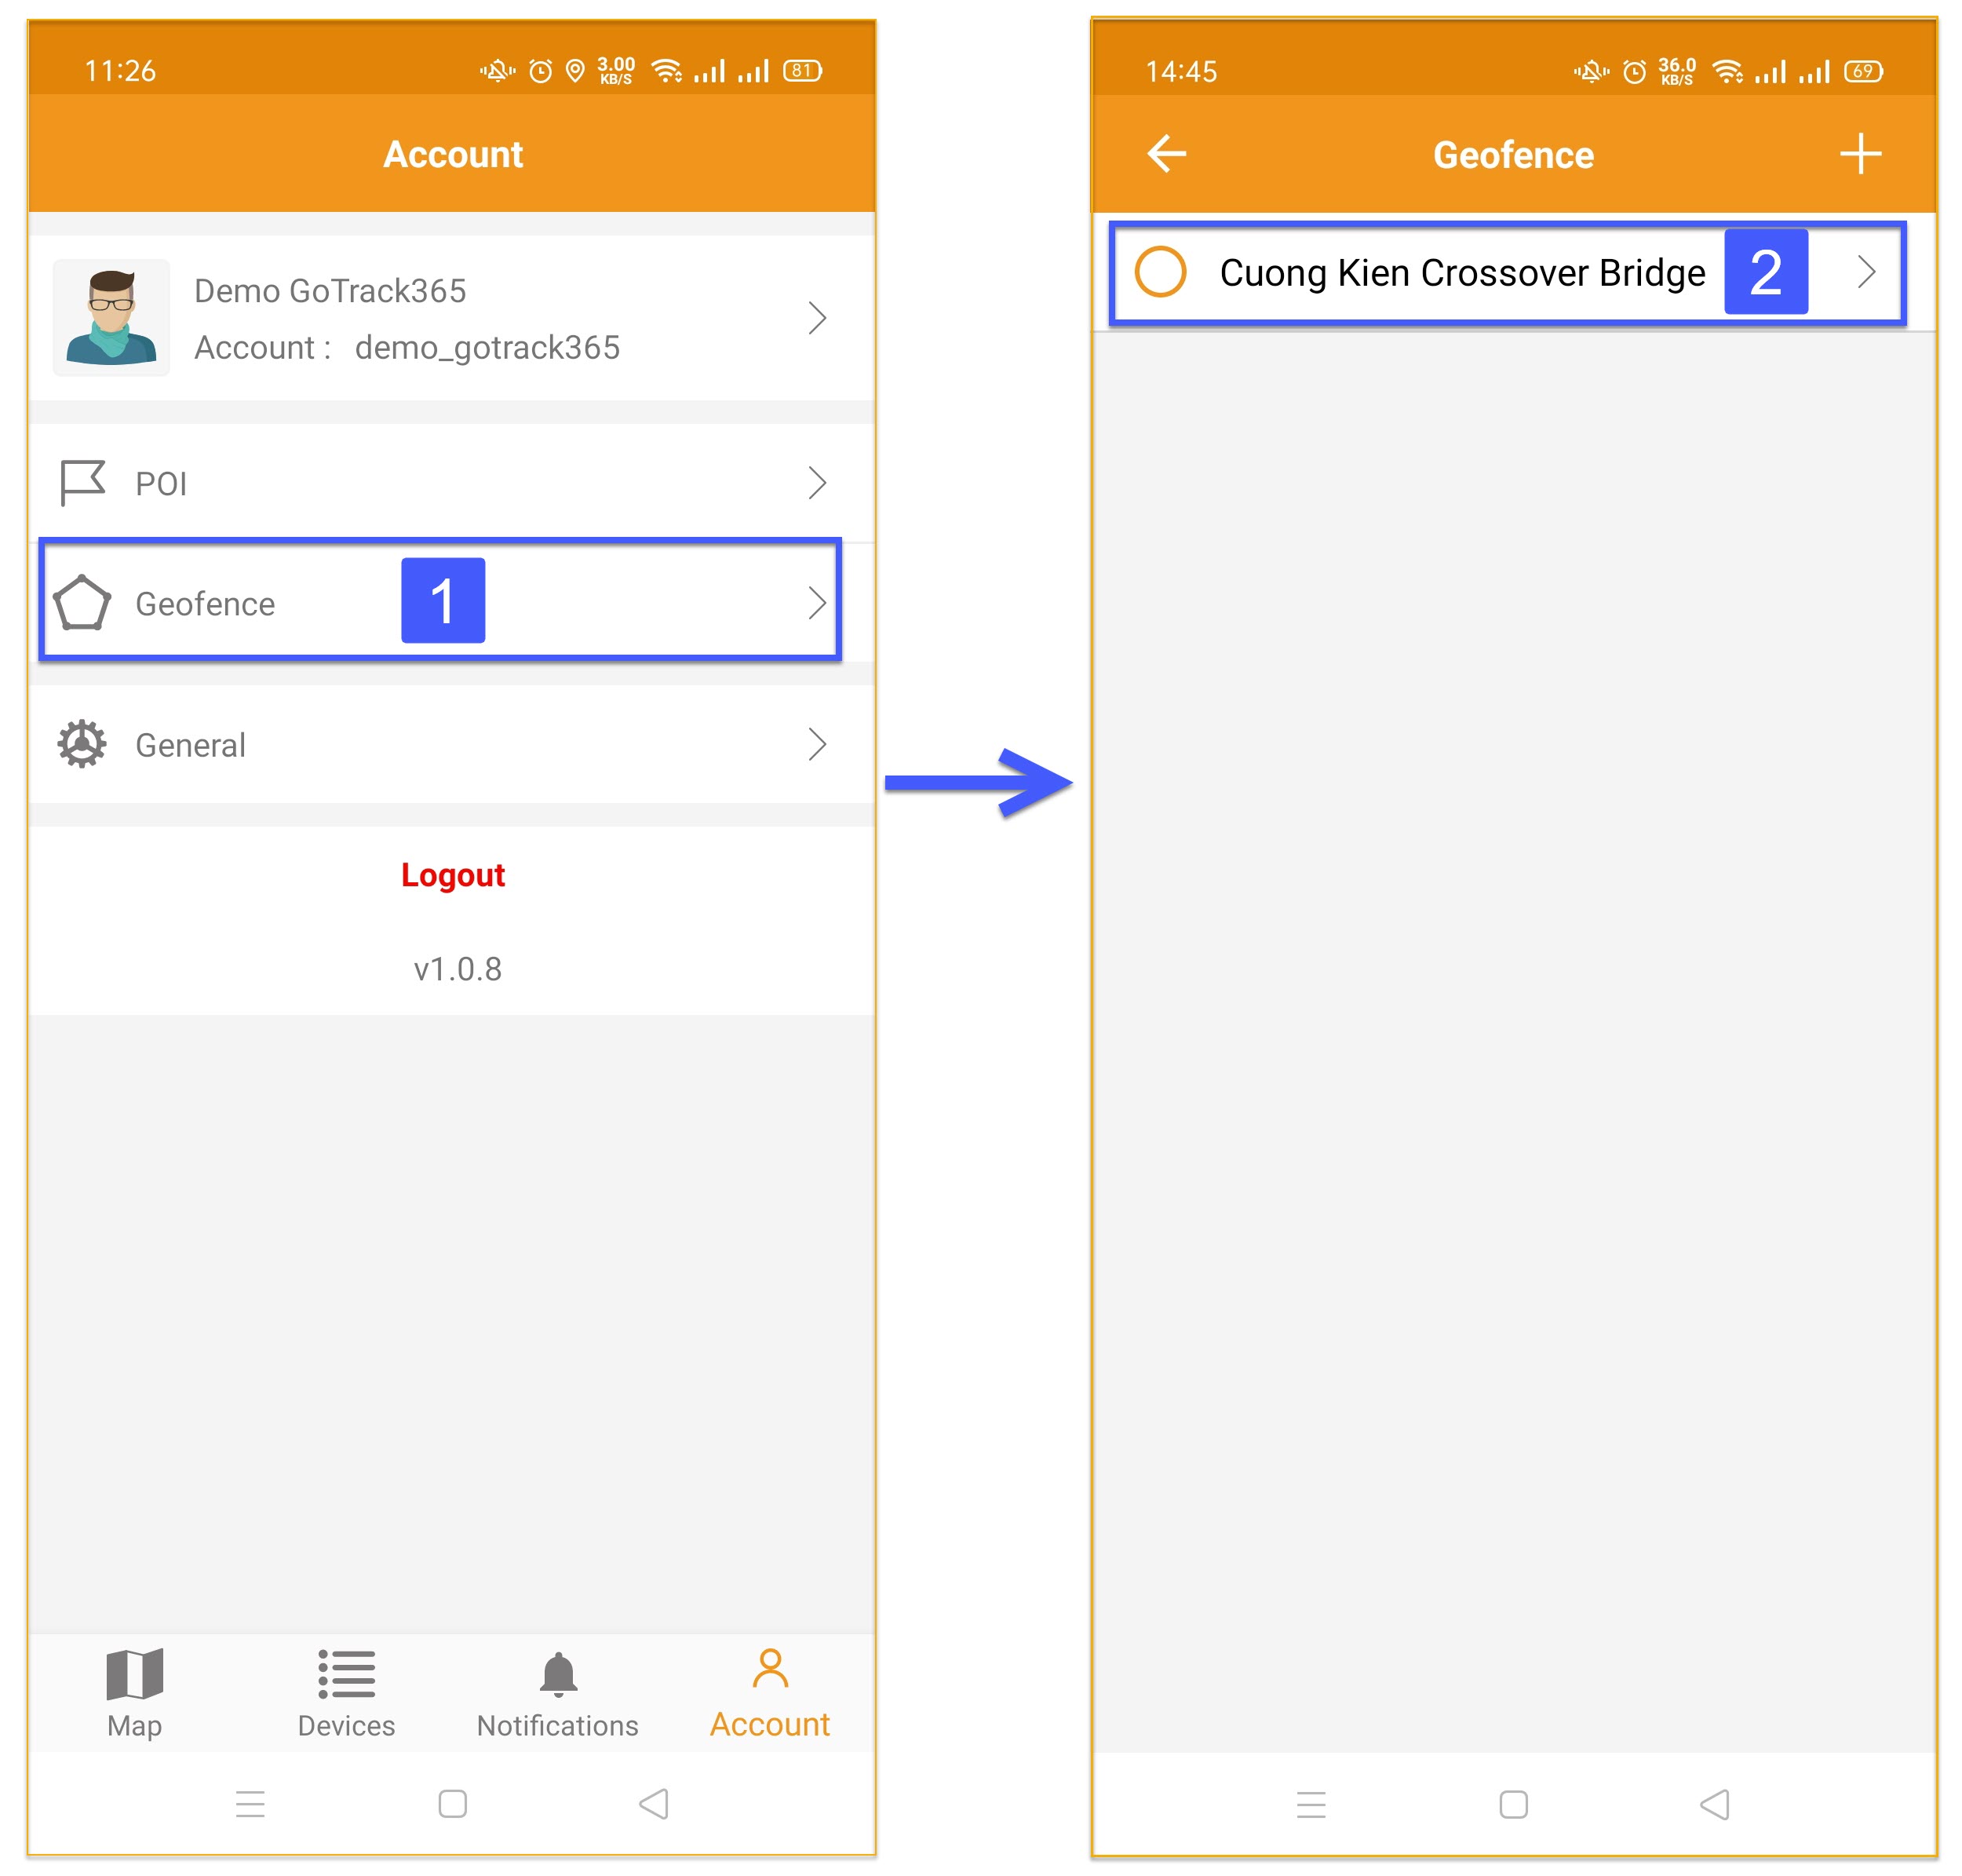 11:26
3.00
KB/S
81
Account
Demo GoTrack365
Account : demo_gotrack365
POI
Geofence
1
General
Logout
v1.0.8
Map
Devices
Notifications
Account
14:45
36.0
KB/S
69
Geofence
Cuong Kien Crossover Bridge
2